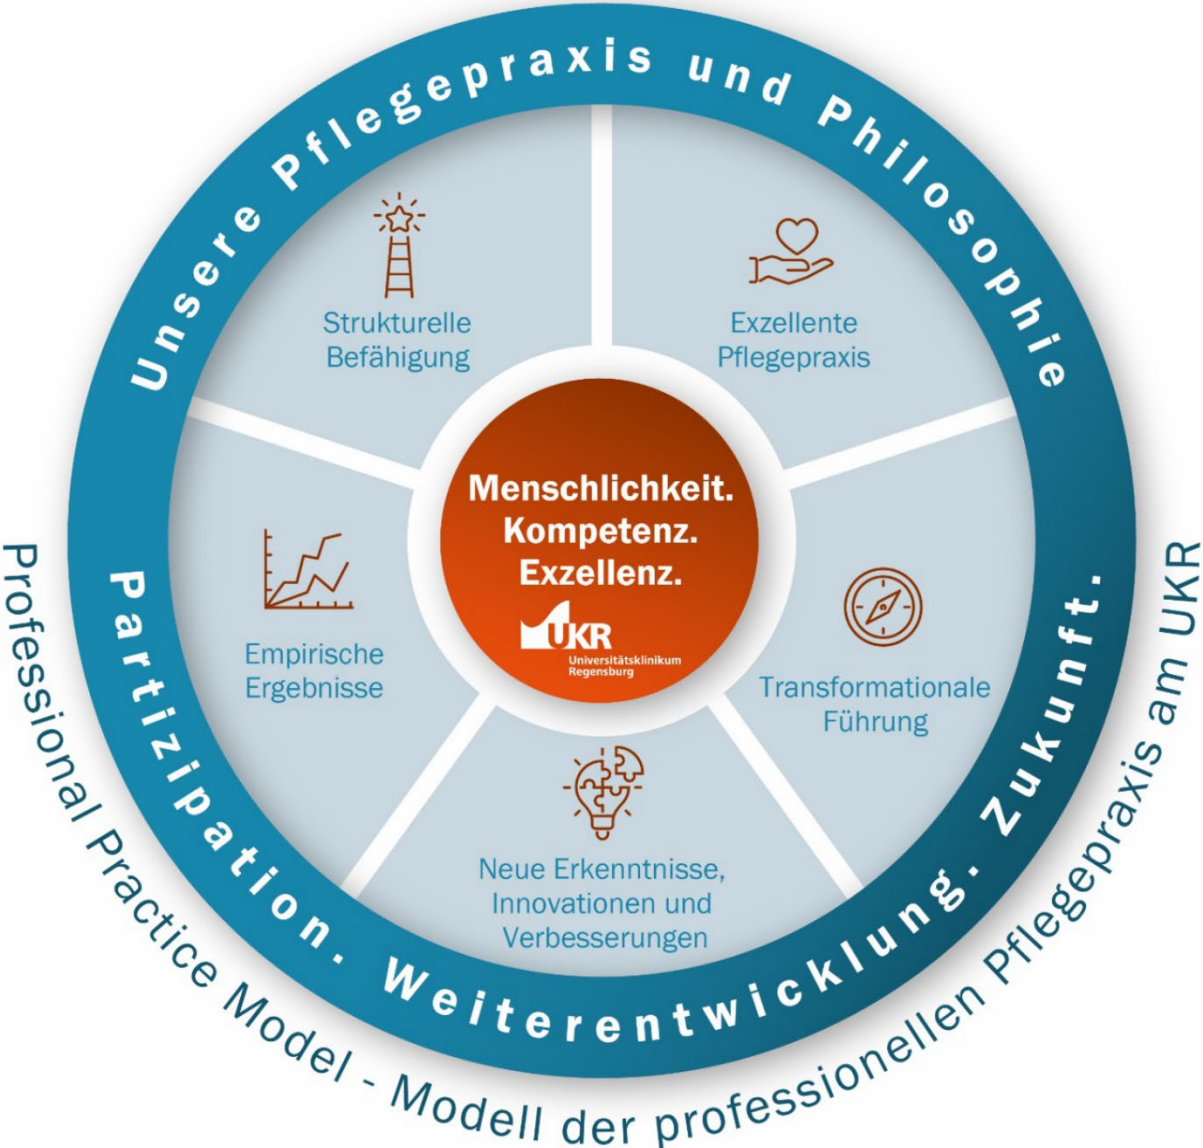 Unsere Pflegepraxis und Philosophie
Strukturelle
Befähigung
Exzellente
Pflegepraxis
Menschlichkeit.
Kompetenz.
Exzellenz.
UKR
Universitätsklinikum
Regensburg
Empirische
Ergebnisse
Transformationale
Führung
Neue Erkenntnisse,
Innovationen und
Verbesserungen
Partizipation. Weiterentwicklung. Zukunft.
Professional Practice Model - Modell der professionellen Pflegepraxis am UKR